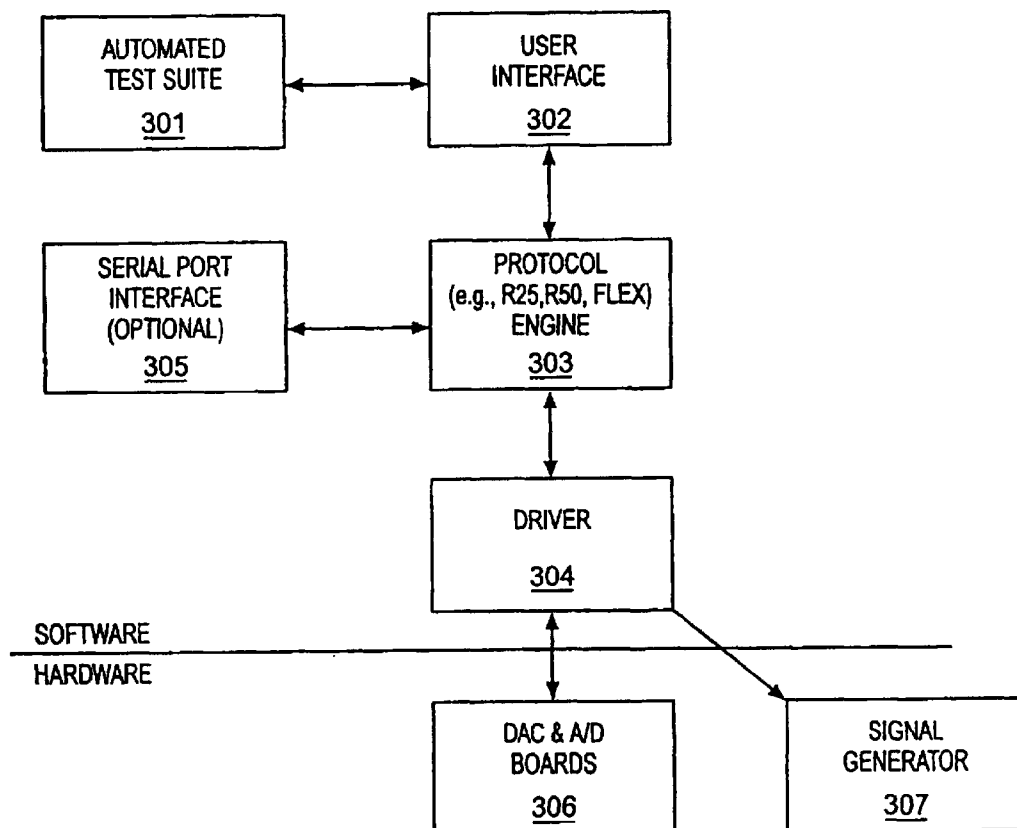 AUTOMATED
TEST SUITE
301
USER
INTERFACE
302
SERIAL PORT
INTERFACE
(OPTIONAL)
305
PROTOCOL
(e.g., R25,R50, FLEX)
ENGINE
303
DRIVER
304
SOFTWARE
HARDWARE
DAC & A/D
BOARDS
306
SIGNAL
GENERATOR
307